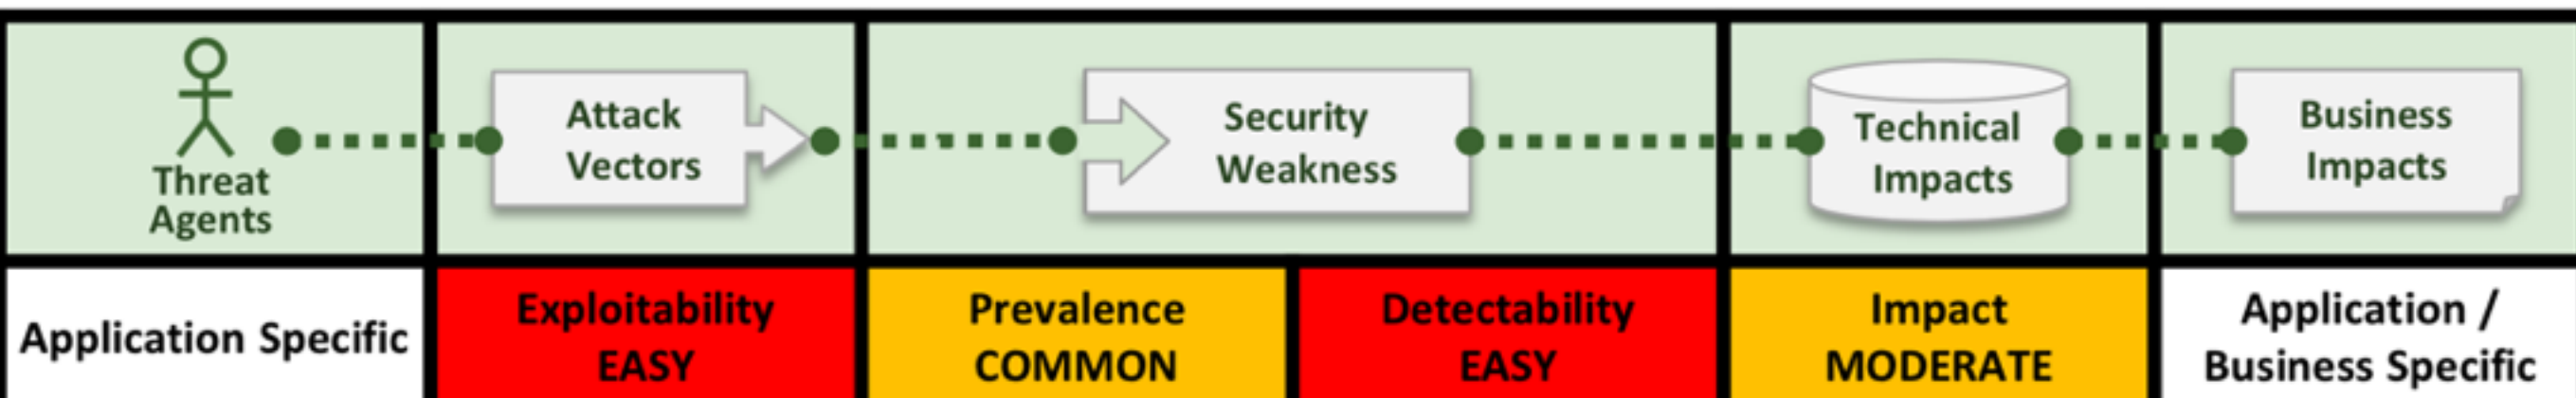 Threat
Agents
Attack
Vectors
Security
Weakness
Technical
Impacts
Business
Impacts
Application Specific
Exploitability
EASY
Prevalence
COMMON
Detectability
EASY
Impact
MODERATE
Application /
Business Specific